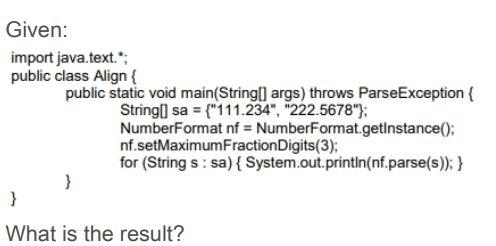 Given:
import java.text.*;
public class Align {
public static void main(String[] args) throws ParseException {
String[] sa = {"111.234", "222.5678"};
NumberFormat nf = NumberFormat.getInstance();
nf.setMaximumFractionDigits(3);
for (String s : sa) { System.out.println(nf.parse(s)); }
}
}
What is the result?